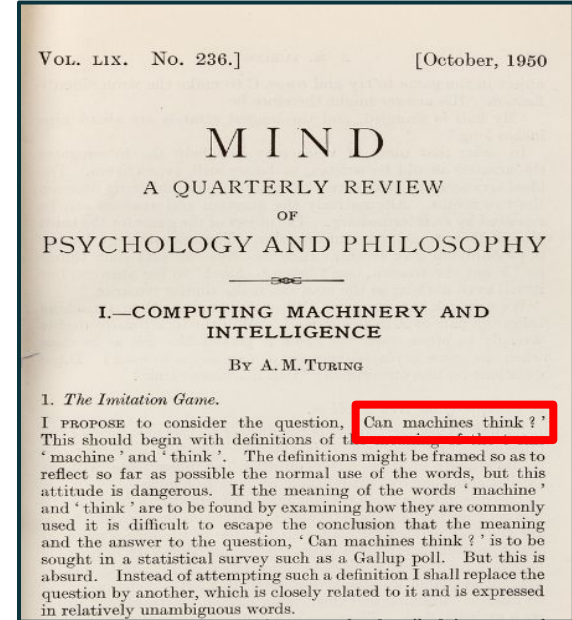 VOL. LIX. No. 236.] [October, 1950
MIND
A QUARTERLY REVIEW
OF
PSYCHOLOGY AND PHILOSOPHY
I.—COMPUTING MACHINERY AND
INTELLIGENCE
BY A. M. TURING
1. The Imitation Game.
I PROPOSE to consider the question, Can machines think ? '
This should begin with definitions of
' machine ' and ' think '. The definitions might be framed so as to
reflect so far as possible the normal use of the words, but this
attitude is dangerous. If the meaning of the words ' machine '
and ' think ' are to be found by examining how they are commonly
used it is difficult to escape the conclusion that the meaning
and the answer to the question, ' Can machines think ? ' is to be
sought in a statistical survey such as a Gallup poll. But this is
absurd. Instead of attempting such a definition I shall replace the
question by another, which is closely related to it and is expressed
in relatively unambiguous words.